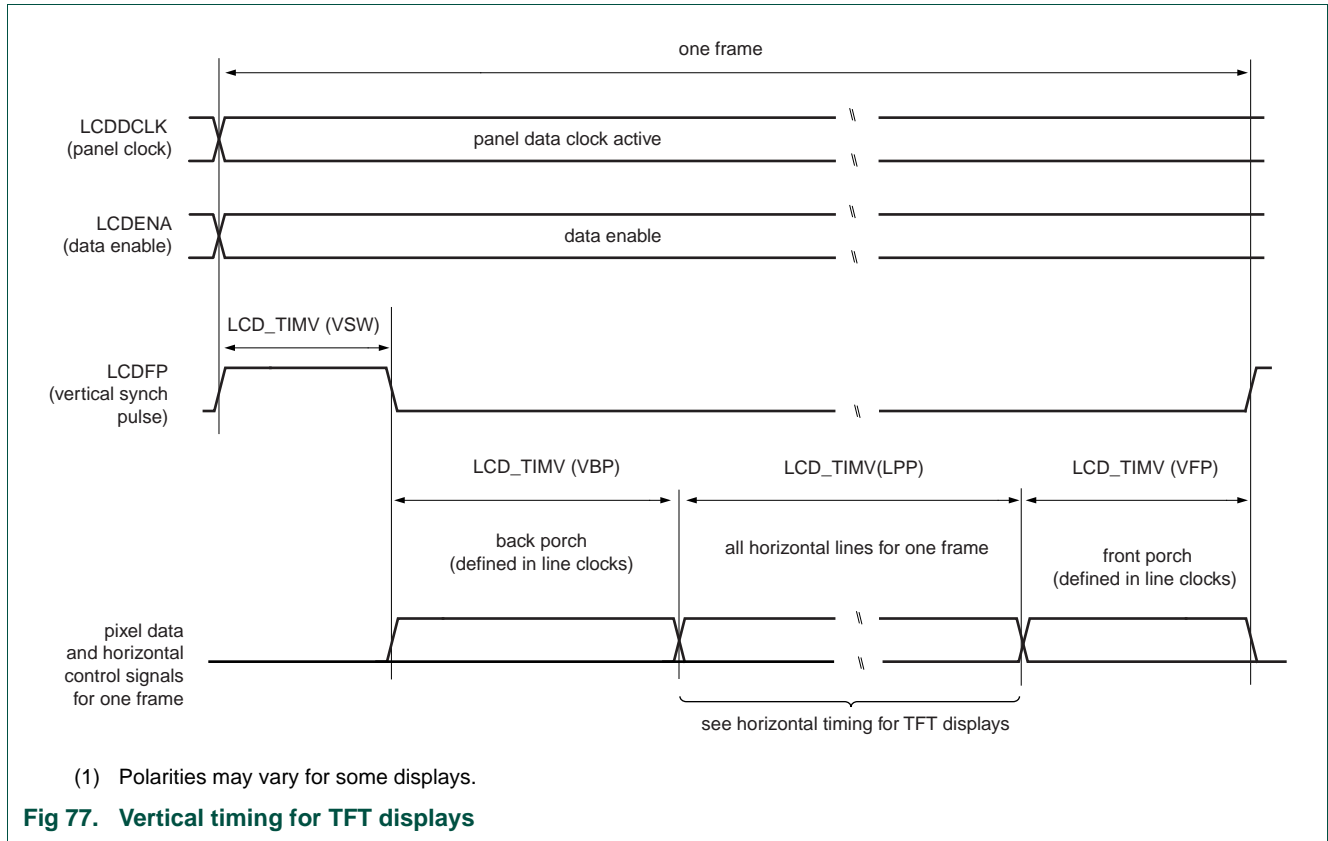 one frame
LCDDCLK
(panel clock)
panel data clock active
LCDENA
(data enable)
data enable
LCD_TIMV (VSW)
LCDFP
(vertical synch
pulse)
LCD_TIMV (VBP)
LCD_TIMV(LPP)
LCD_TIMV (VFP)
back porch
(defined in line clocks)
all horizontal lines for one frame
front porch
(defined in line clocks)
pixel data
and horizontal
control signals
for one frame
see horizontal timing for TFT displays
(1) Polarities may vary for some displays.
Fig 77. Vertical timing for TFT displays